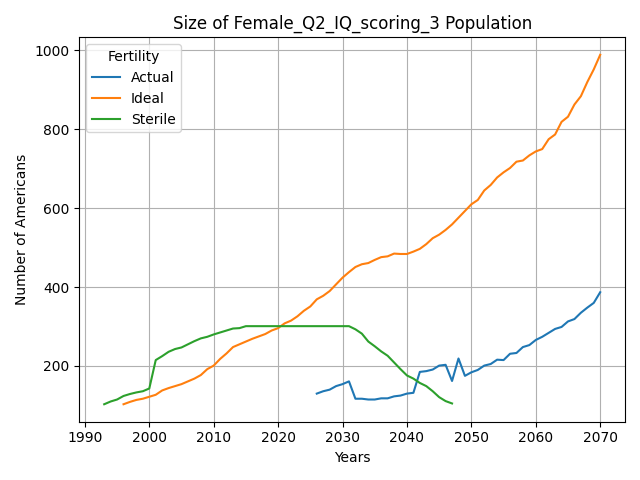 Size of Female_Q2_IQ_scoring_3 Population
Fertility
Actual
Ideal
Sterile
Number of Americans
1000
800
600
400
200
1990 2000 2010 2020 2030 2040 2050 2060 2070
Years